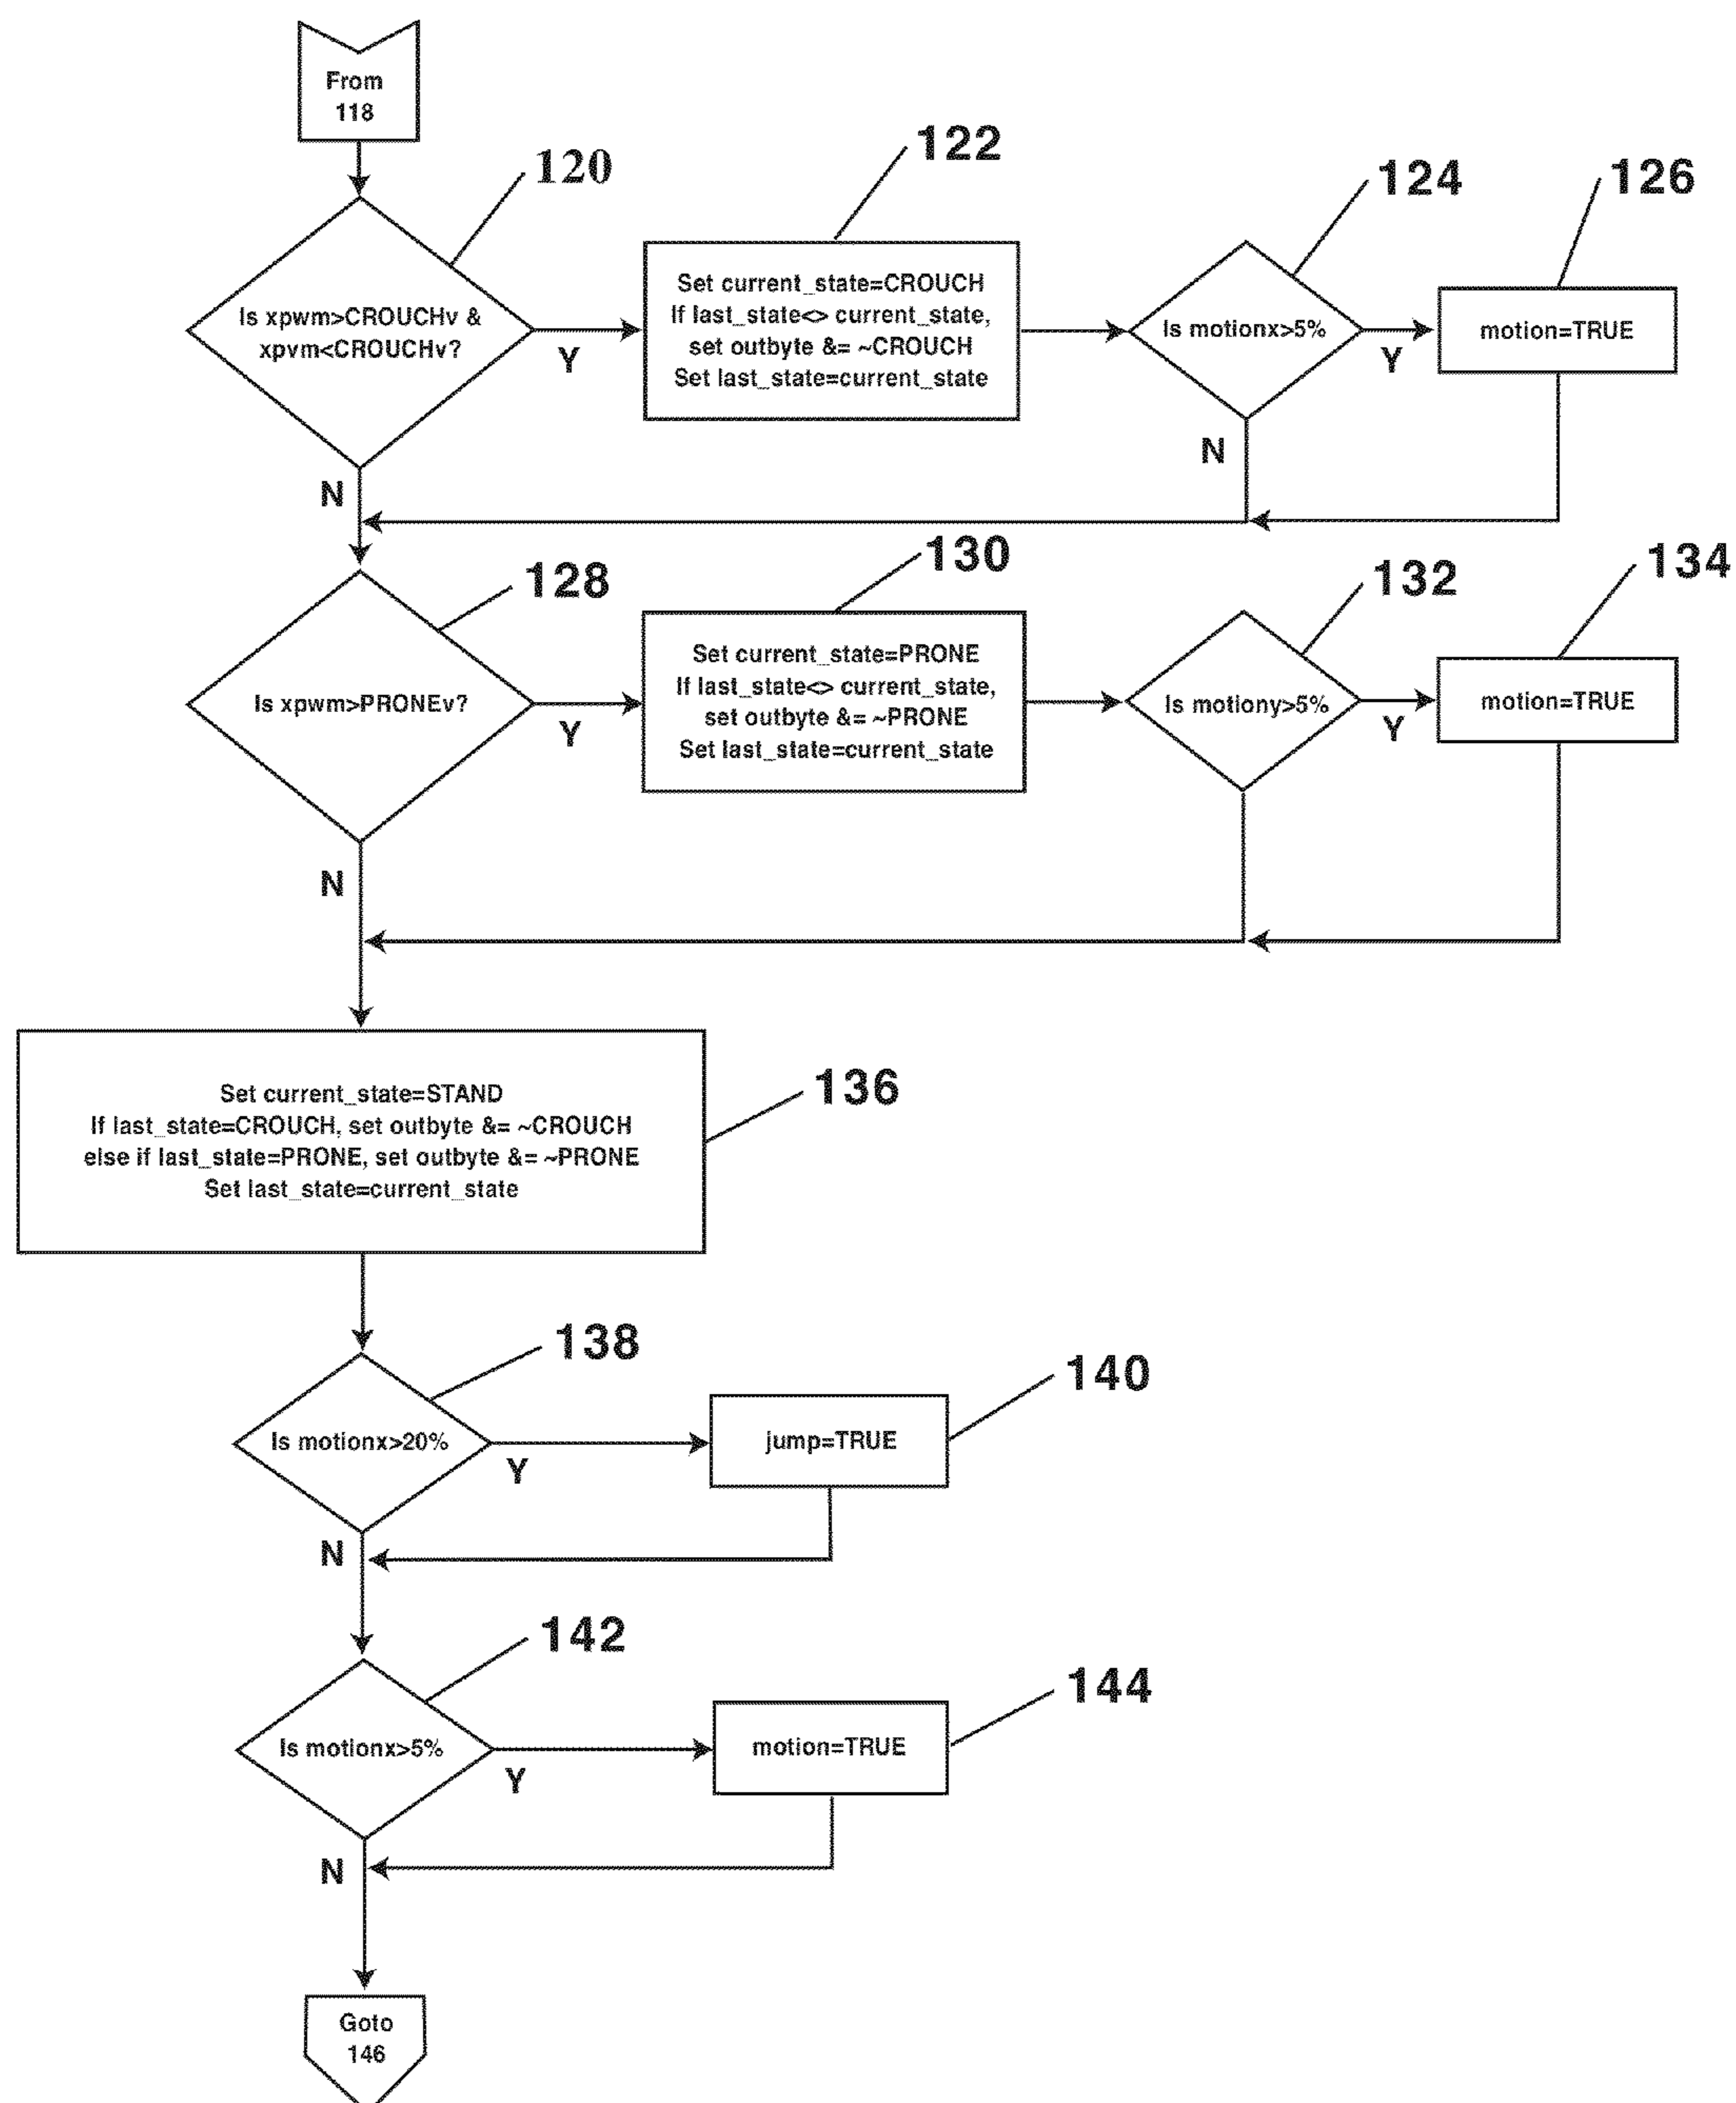 From
118
120
122
124
126
Is xpwm>CROUCHv &
xpvm<CROUCHv?
Y
N
Set current_state=CROUCH
If last_state<> current_state,
set outbyte &= ~CROUCH
Set last_state=current_state
Is motionx>5%
Y
N
motion=TRUE
128
130
132
134
Is xpwm>PRONEv?
Y
N
Set current_state=PRONE
If last_state<> current_state,
set outbyte &= ~PRONE
Set last_state=current_state
Is motiony>5%
Y
motion=TRUE
136
Set current_state=STAND
If last_state=CROUCH, set outbyte &= ~CROUCH
else if last_state=PRONE, set outbyte &= ~PRONE
Set last_state=current_state
138
140
Is motionx>20%
Y
N
jump=TRUE
142
144
Is motionx>5%
Y
N
motion=TRUE
Goto
146